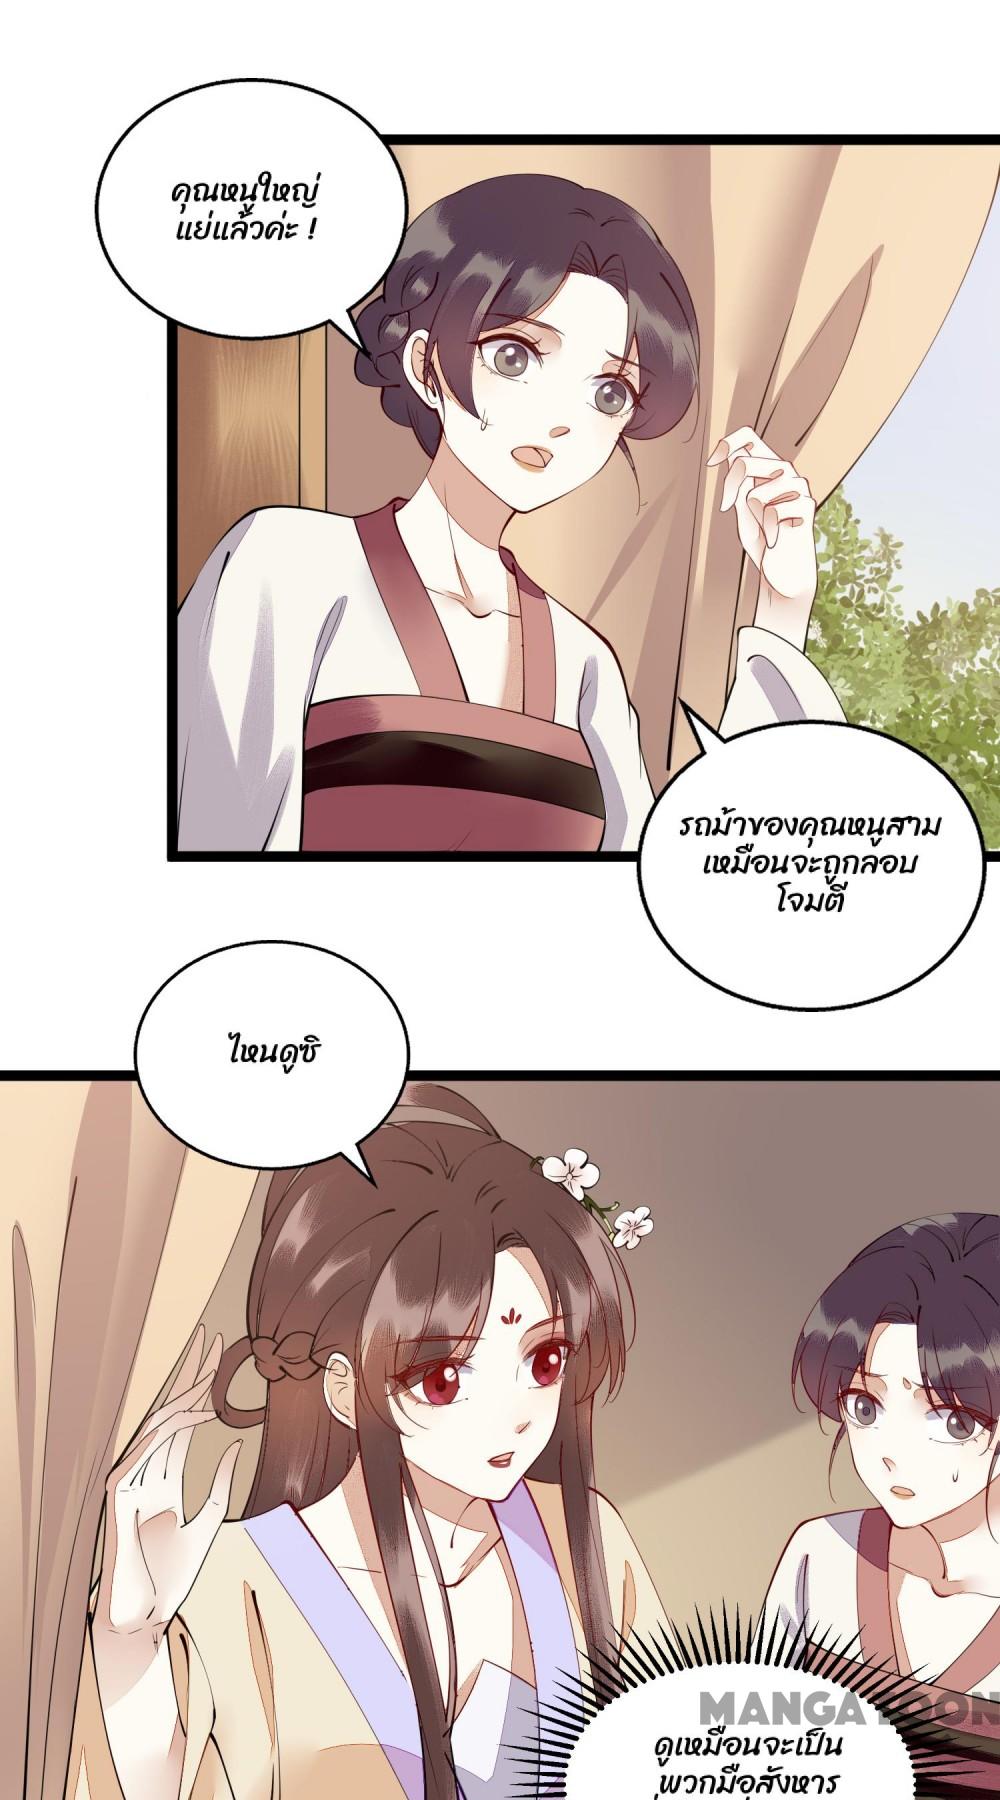 คุณหนูใหญ่
แย่แล้วค่ะ !
รถม้าของคุณหนูสาม
เหมือนจะถูกลอบ
โจมตี
ไหนดูซิ
MANGATOON
ดูเหมือนจะเป็น
พวกมือสังหาร